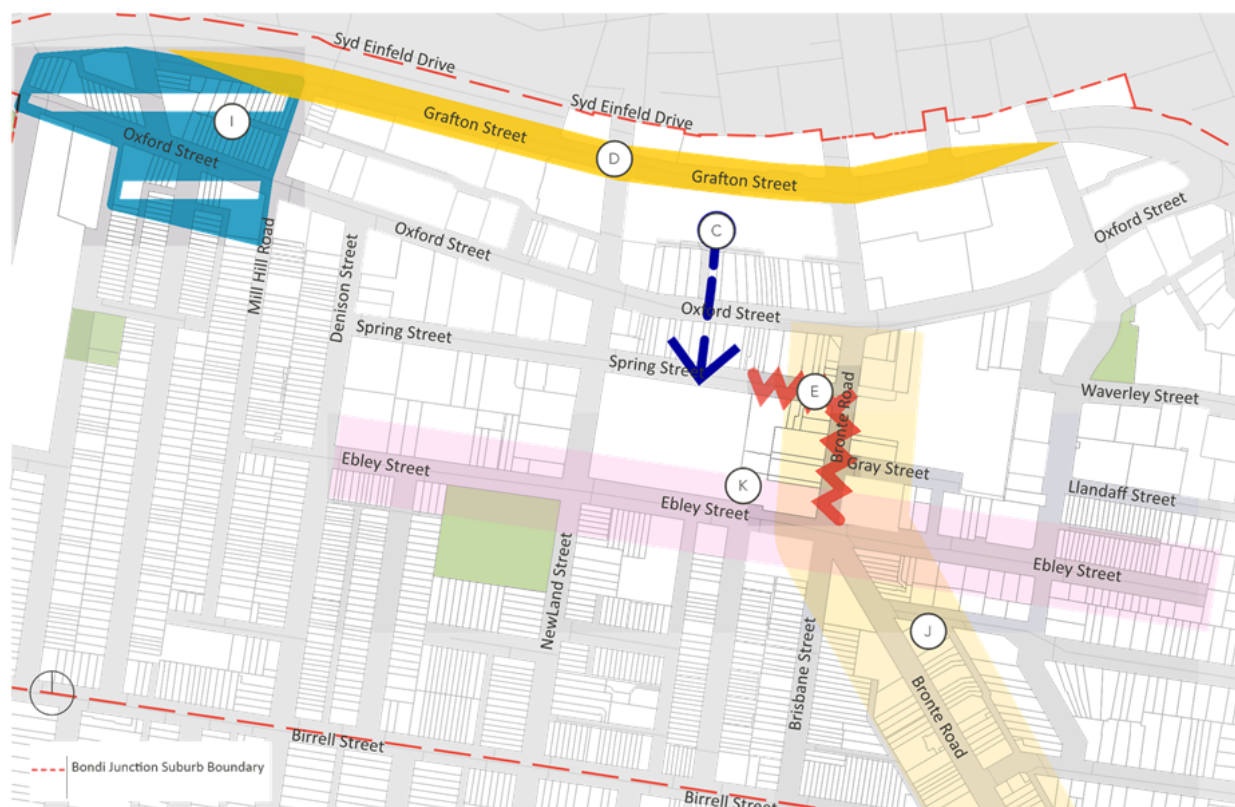 Syd Einfeld Drive
Syd Einfeld Drive
Grafton Street
I
D
Oxford Street
Grafton Street
Oxford Street
C
Oxford Street
Mill Hill Road
Denison Street
Oxford Street
Spring Street
Spring Street
E
Waverley Street
Bronte Road
Ebley Street
Gray Street
K
Llandaff Street
Ebley Street
Ebley Street
NewLand Street
J
Brisbane Street
Bronte Road
Birrell Street
Bondi Junction Suburb Boundary
Birrell Street